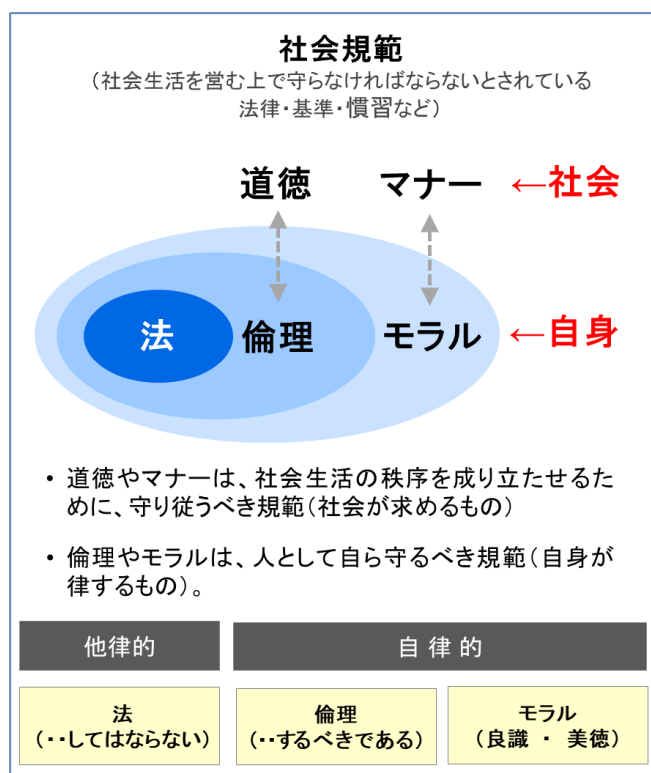 社会規範
（社会生活を営む上で守らなければならないとされている
法律・基準・慣習など）
道徳 マナー ←社会
法 倫理 モラル ←自身
• 道徳やマナーは、社会生活の秩序を成り立たせるた
めに、守り従うべき規範（社会が求めるもの）
• 倫理やモラルは、人として自ら守るべき規範（自身が
律するもの）。
他律的 自律的
法 倫理 モラル
（・・してはならない） （・・するべきである） （良識 ・ 美徳）